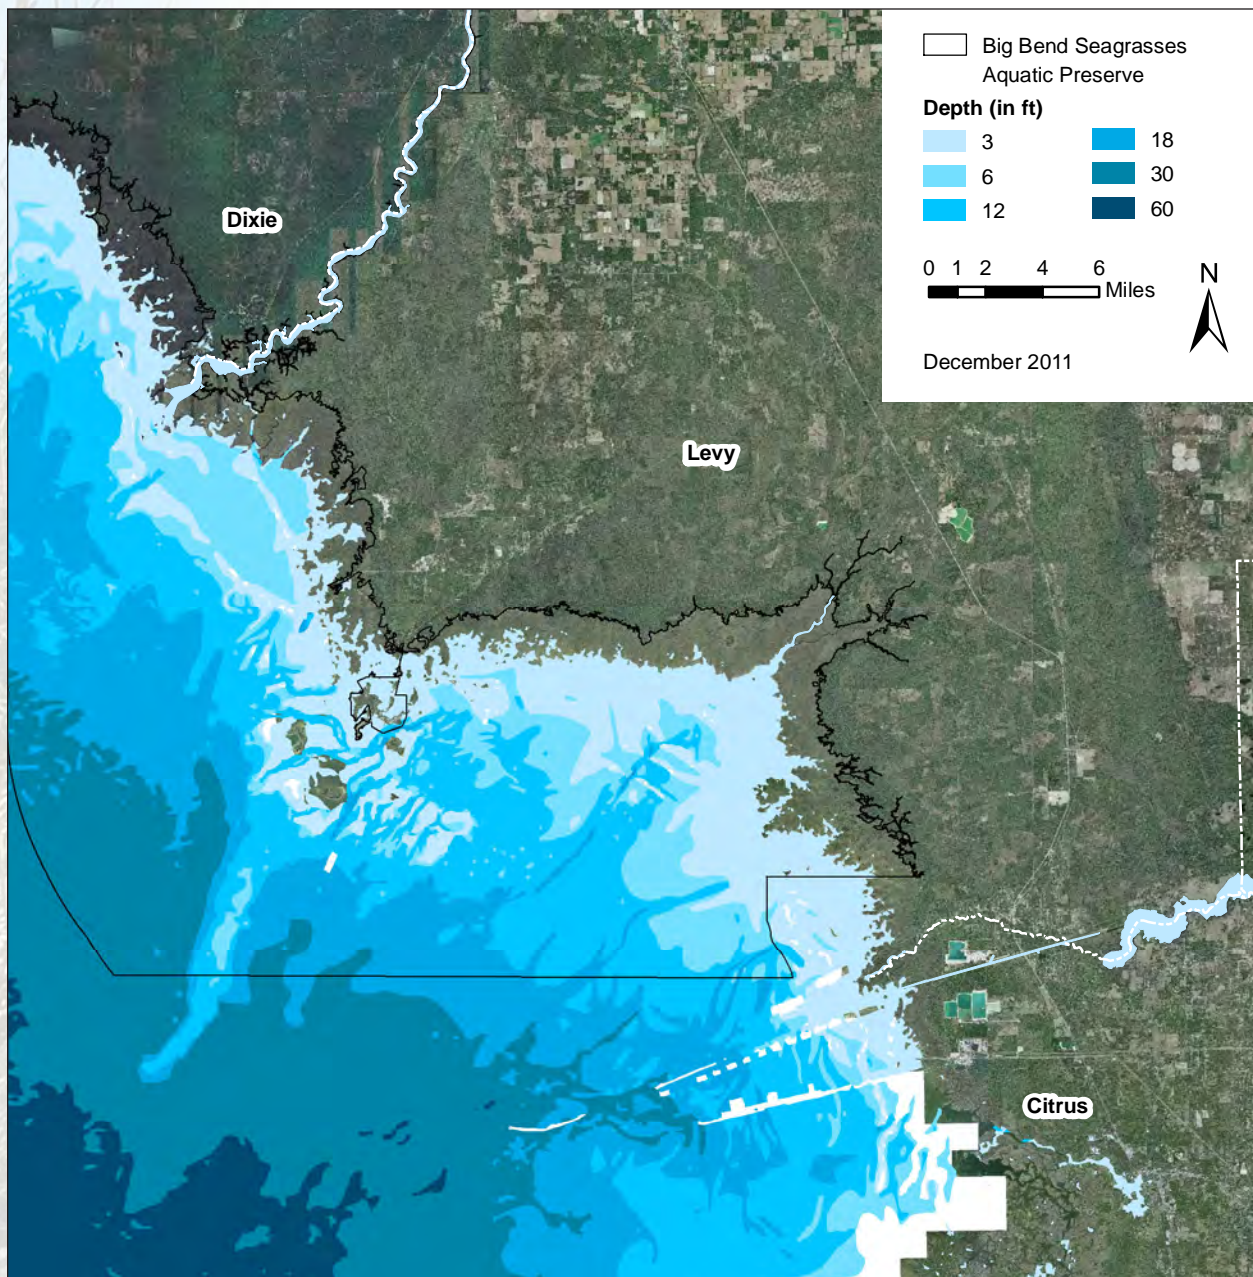 Big Bend Seagrasses
Aquatic Preserve
Depth (in ft)
3 18
6 30
12 60
0 1 2 4 6
Miles
N
December 2011
Dixie
Levy
Citrus